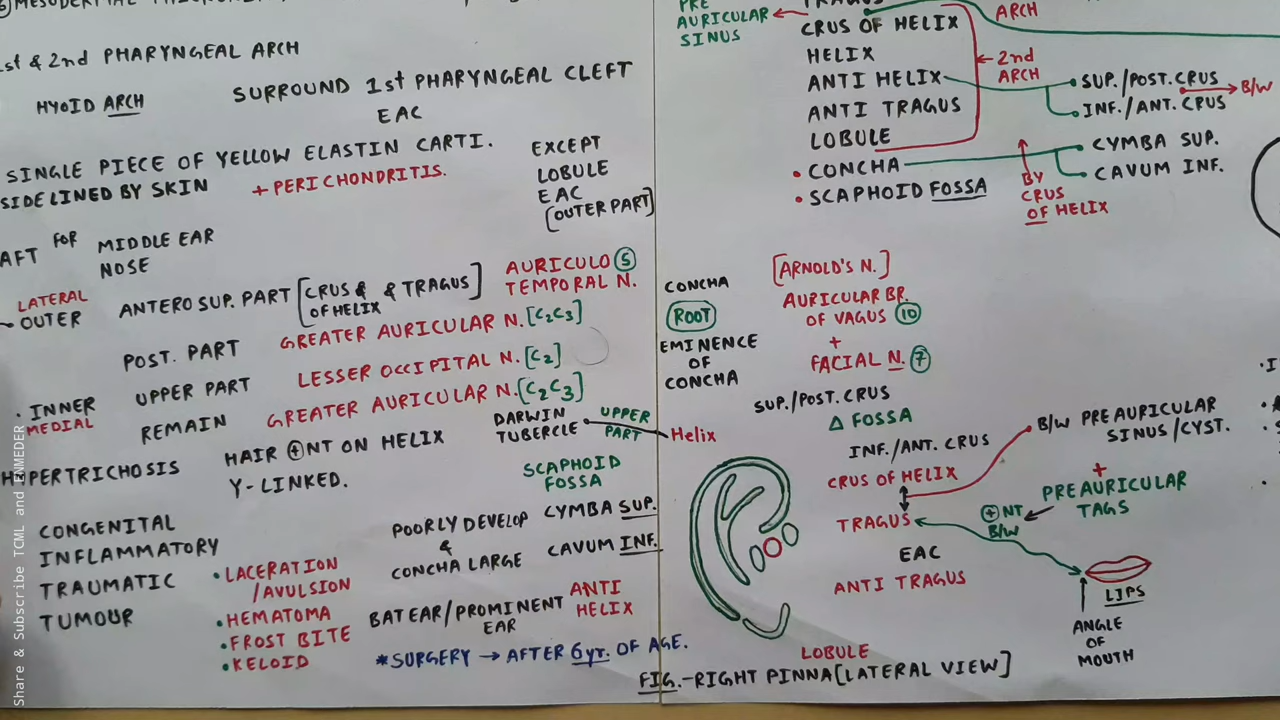 1st & 2nd PHARYNGEAL ARCH
HYOID ARCH
SURROUND 1st PHARYNGEAL CLEFT
EAC
SINGLE PIECE OF YELLOW ELASTIN CARTI.
SIDE LINED BY SKIN + PERICHONDRITIS.
EXCEPT
LOBULE
EAC
[OUTER PART]
FOR
MIDDLE EAR
NOSE
LATERAL
OUTER
ANTERO SUP. PART [CRUS & & TRAGUS]
OF HELIX
AURICULO 5
TEMPORAL N.
POST. PART GREATER AURICULAR N. [C2C3]
INNER
MEDIAL
UPPER PART LESSER OCCIPITAL N. [C2]
REMAIN GREATER AURICULAR N. [C2C3]
HYPERTRICHOSIS
HAIR ⊕NT ON HELIX
Y-LINKED.
DARWIN
TUBERCLE
UPPER
PART
Helix
SCAPHOID
FOSSA
CYMBA SUP.
CAVUM INF.
ANTI
HELIX
CONGENITAL
INFLAMMATORY
TRAUMATIC
TUMOUR
•LACERATION
/AVULSION
•HEMATOMA
•FROST BITE
•KELOID
POORLY DEVELOP
&
CONCHA LARGE
BAT EAR/PROMINENT
EAR
*SURGERY → AFTER 6yr. OF AGE.
PRE
AURICULAR
SINUS
TRAGUS
CRUS OF HELIX
HELIX
ANTI HELIX
ANTI TRAGUS
LOBULE
• CONCHA
• SCAPHOID FOSSA
ARCH
2nd
ARCH
• SUP./POST. CRUS
• INF./ANT. CRUS
B/W
CYMBA SUP.
CAVUM INF.
BY
CRUS
OF HELIX
CONCHA
ROOT
EMINENCE
OF
CONCHA
[ARNOLD'S N.]
AURICULAR BR.
OF VAGUS 10
+
FACIAL N. 7
SUP./POST. CRUS
Δ FOSSA
INF./ANT. CRUS
CRUS OF HELIX
TRAGUS
EAC
ANTI TRAGUS
LOBULE
B/W PRE AURICULAR
SINUS/CYST.
+
PREAURICULAR
TAGS
⊕NT
B/W
LIPS
ANGLE
OF
MOUTH
FIG.-RIGHT PINNA [LATERAL VIEW]
Share & Subscribe TCML and ENMEDER